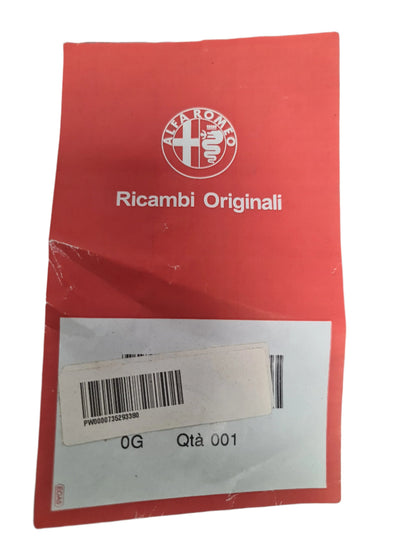 ALFA ROMEO
Ricambi Originali
PW0000735293390
0G Qtà 001